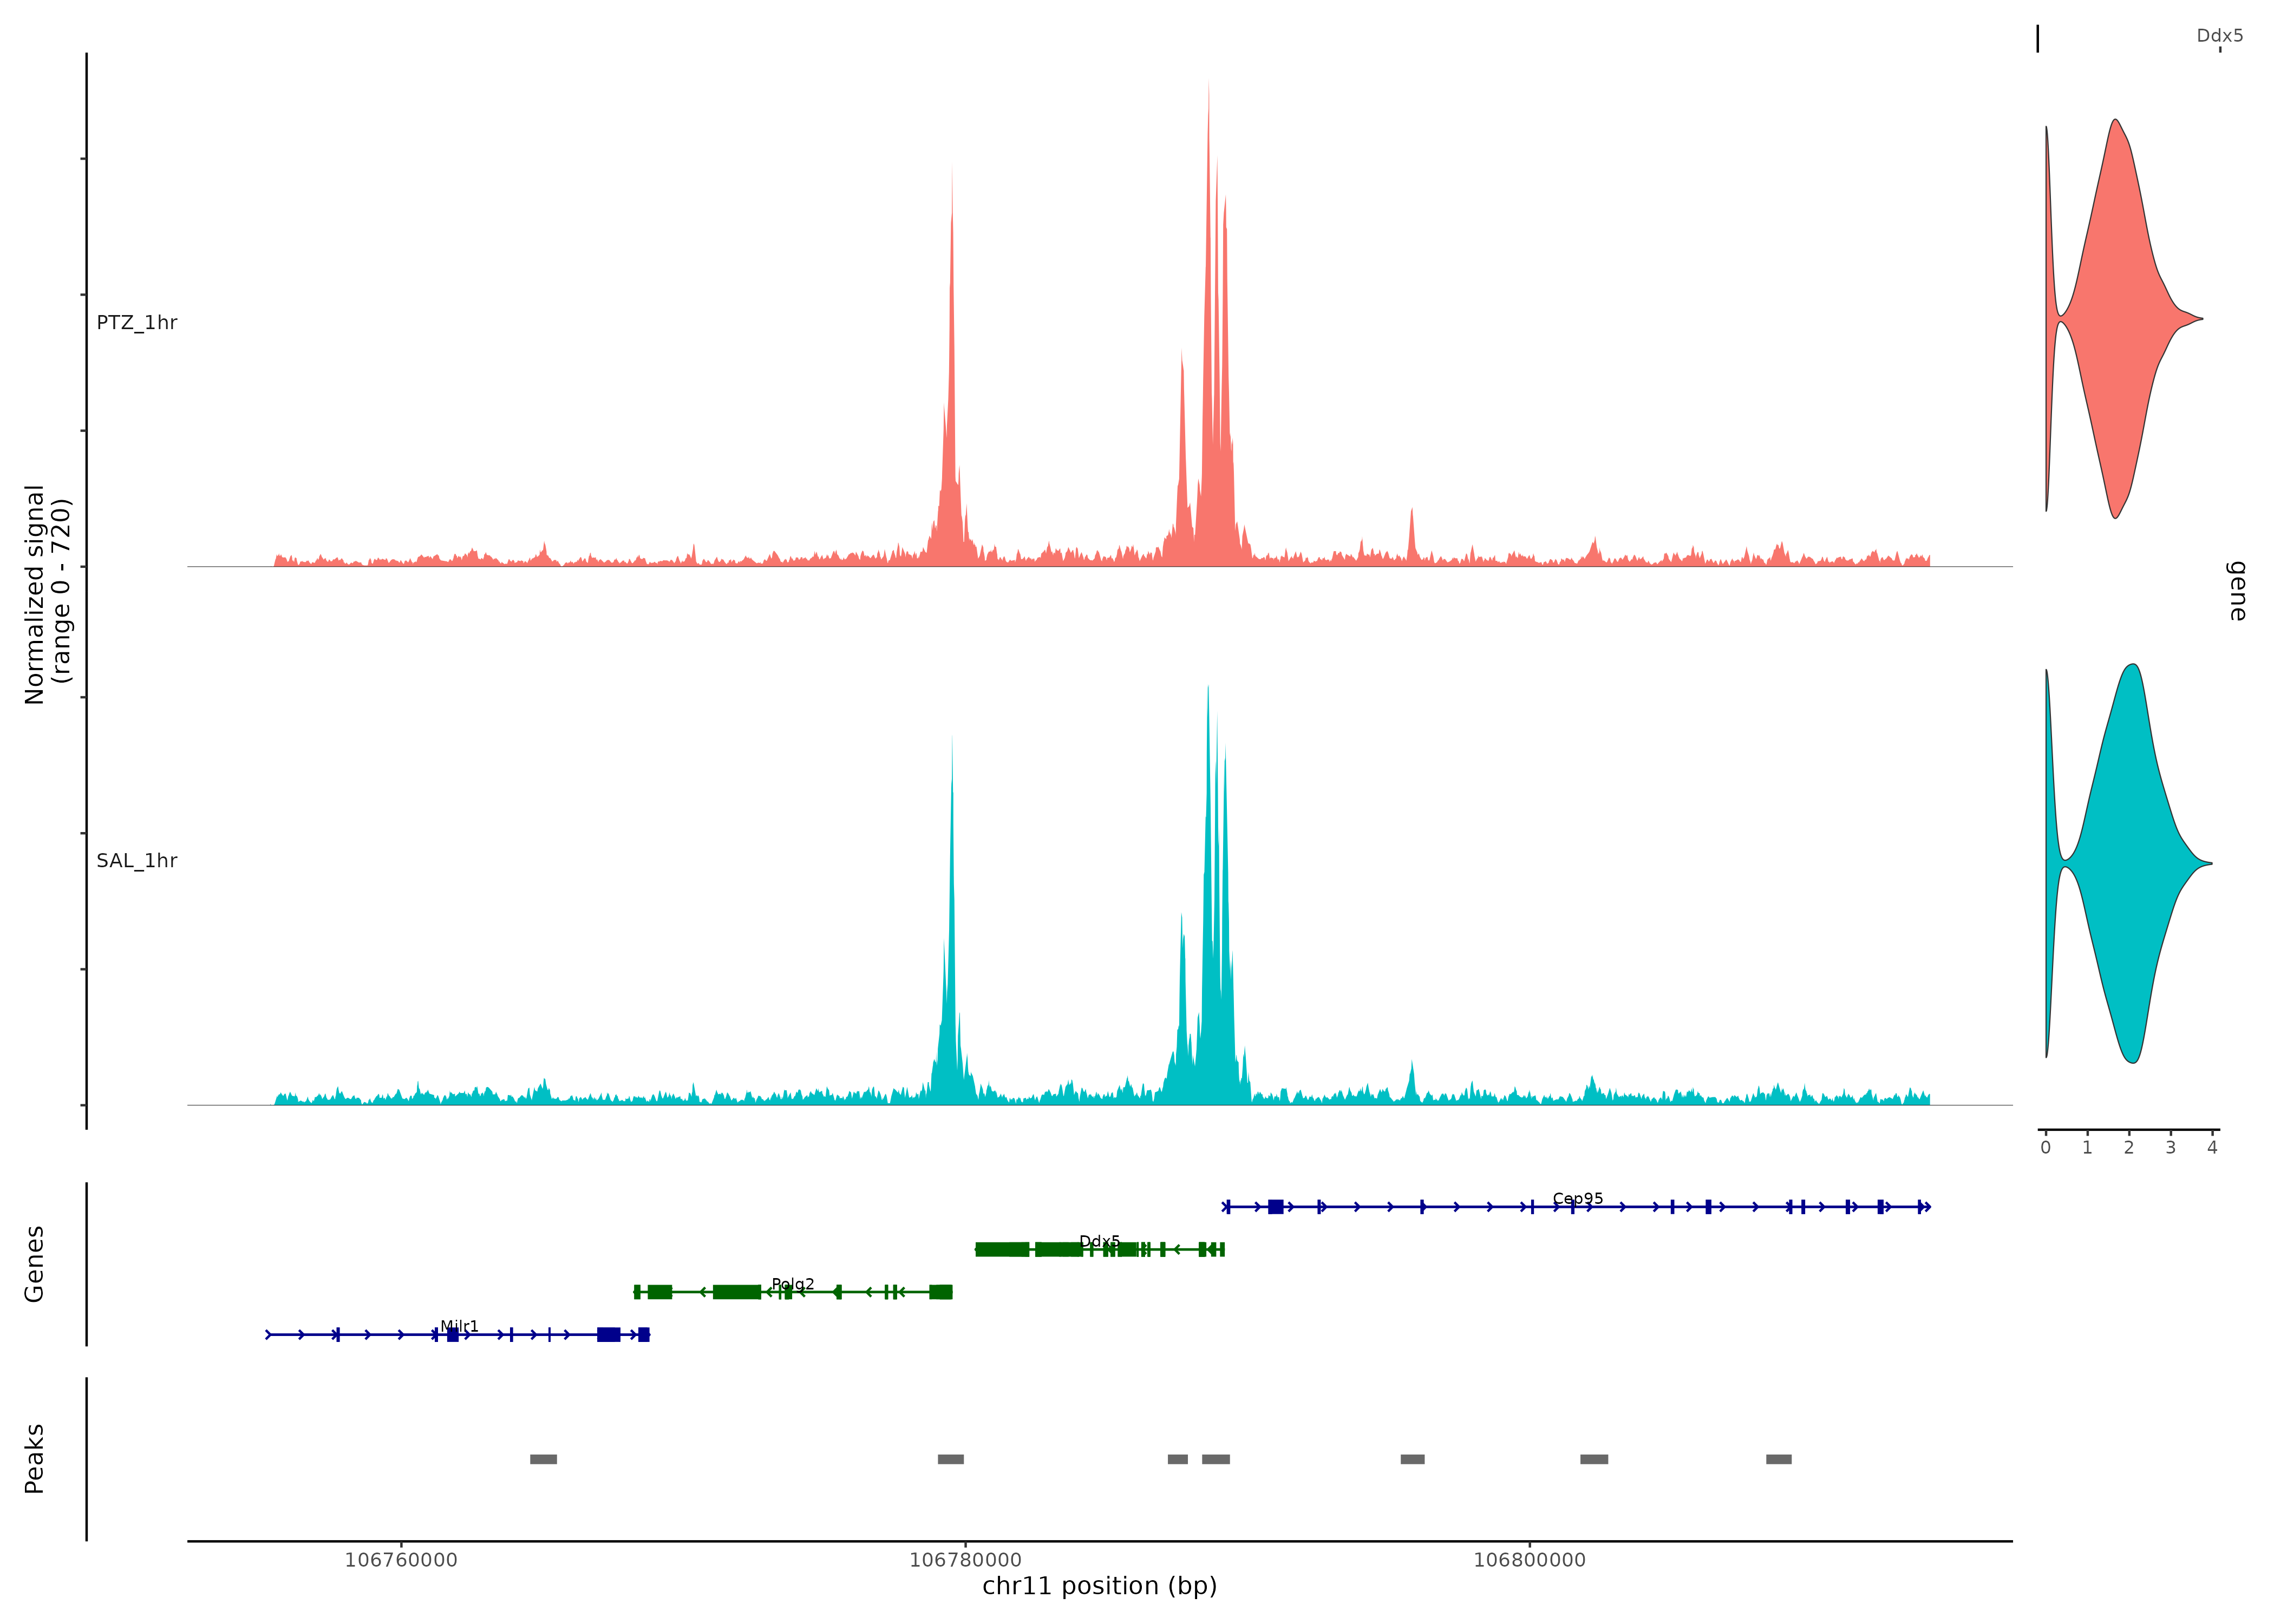 Ddx5
Normalized signal
(range 0 - 720)
PTZ_1hr
SAL_1hr
gene
0 1 2 3 4
Genes
Cep95
Ddx5
Polg2
Milr1
Peaks
106760000 106780000 106800000
chr11 position (bp)